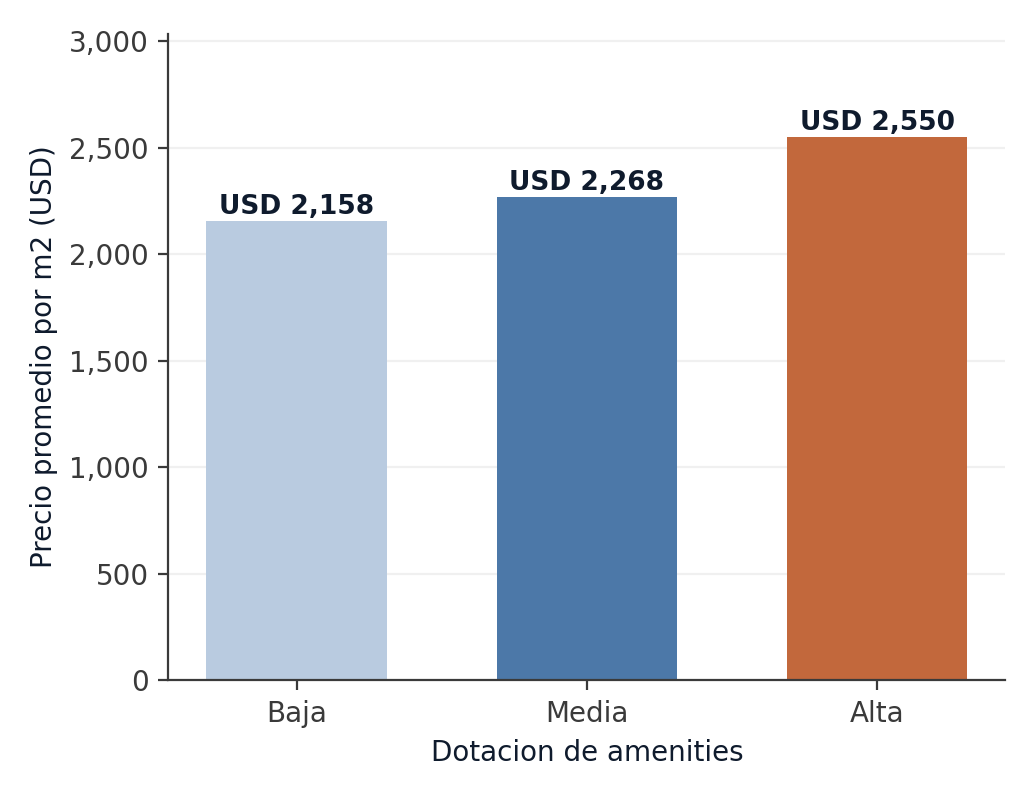 3,000
2,500
2,000
1,500
1,000
500
0
Precio promedio por m2 (USD)
USD 2,158
USD 2,268
USD 2,550
Baja
Media
Alta
Dotacion de amenities